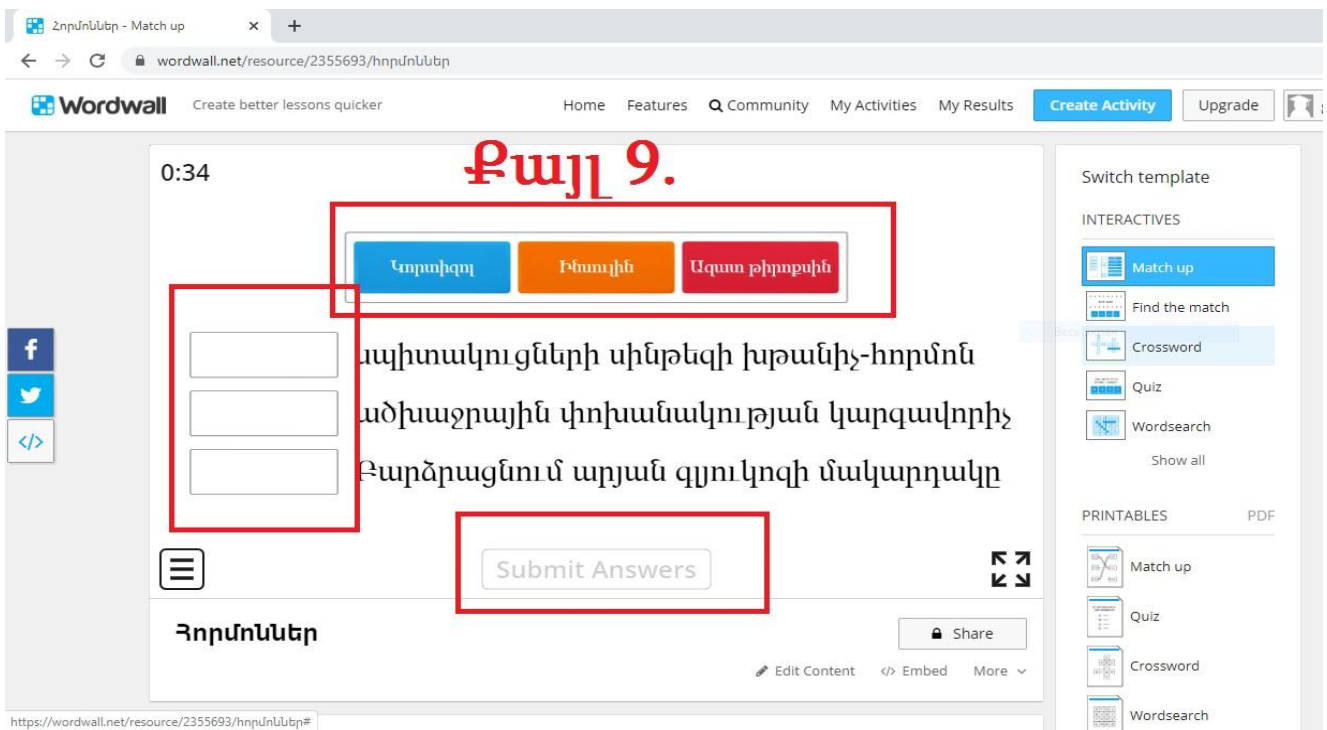 Հորմոններ - Match up
wordwall.net/resource/2355693/հորմոններ
Wordwall
Create better lessons quicker
Home Features Community My Activities My Results Create Activity Upgrade
0:34
Քայլ 9.
Կորտիզոլ Ինսուլին Ազատ թիրոքսին
սպիտակուցների սինթեզի խթանիչ-հորմոն
ածխաջրային փոխանակության կարգավորիչ
Բարձրացնում արյան գլյուկոզի մակարդակը
Submit Answers
Հորմոններ
Share
Edit Content </> Embed More
Switch template
INTERACTIVES
Match up
Find the match
Crossword
Quiz
Wordsearch
Show all
PRINTABLES PDF
Match up
Quiz
Crossword
Wordsearch
https://wordwall.net/resource/2355693/հորմոններ#